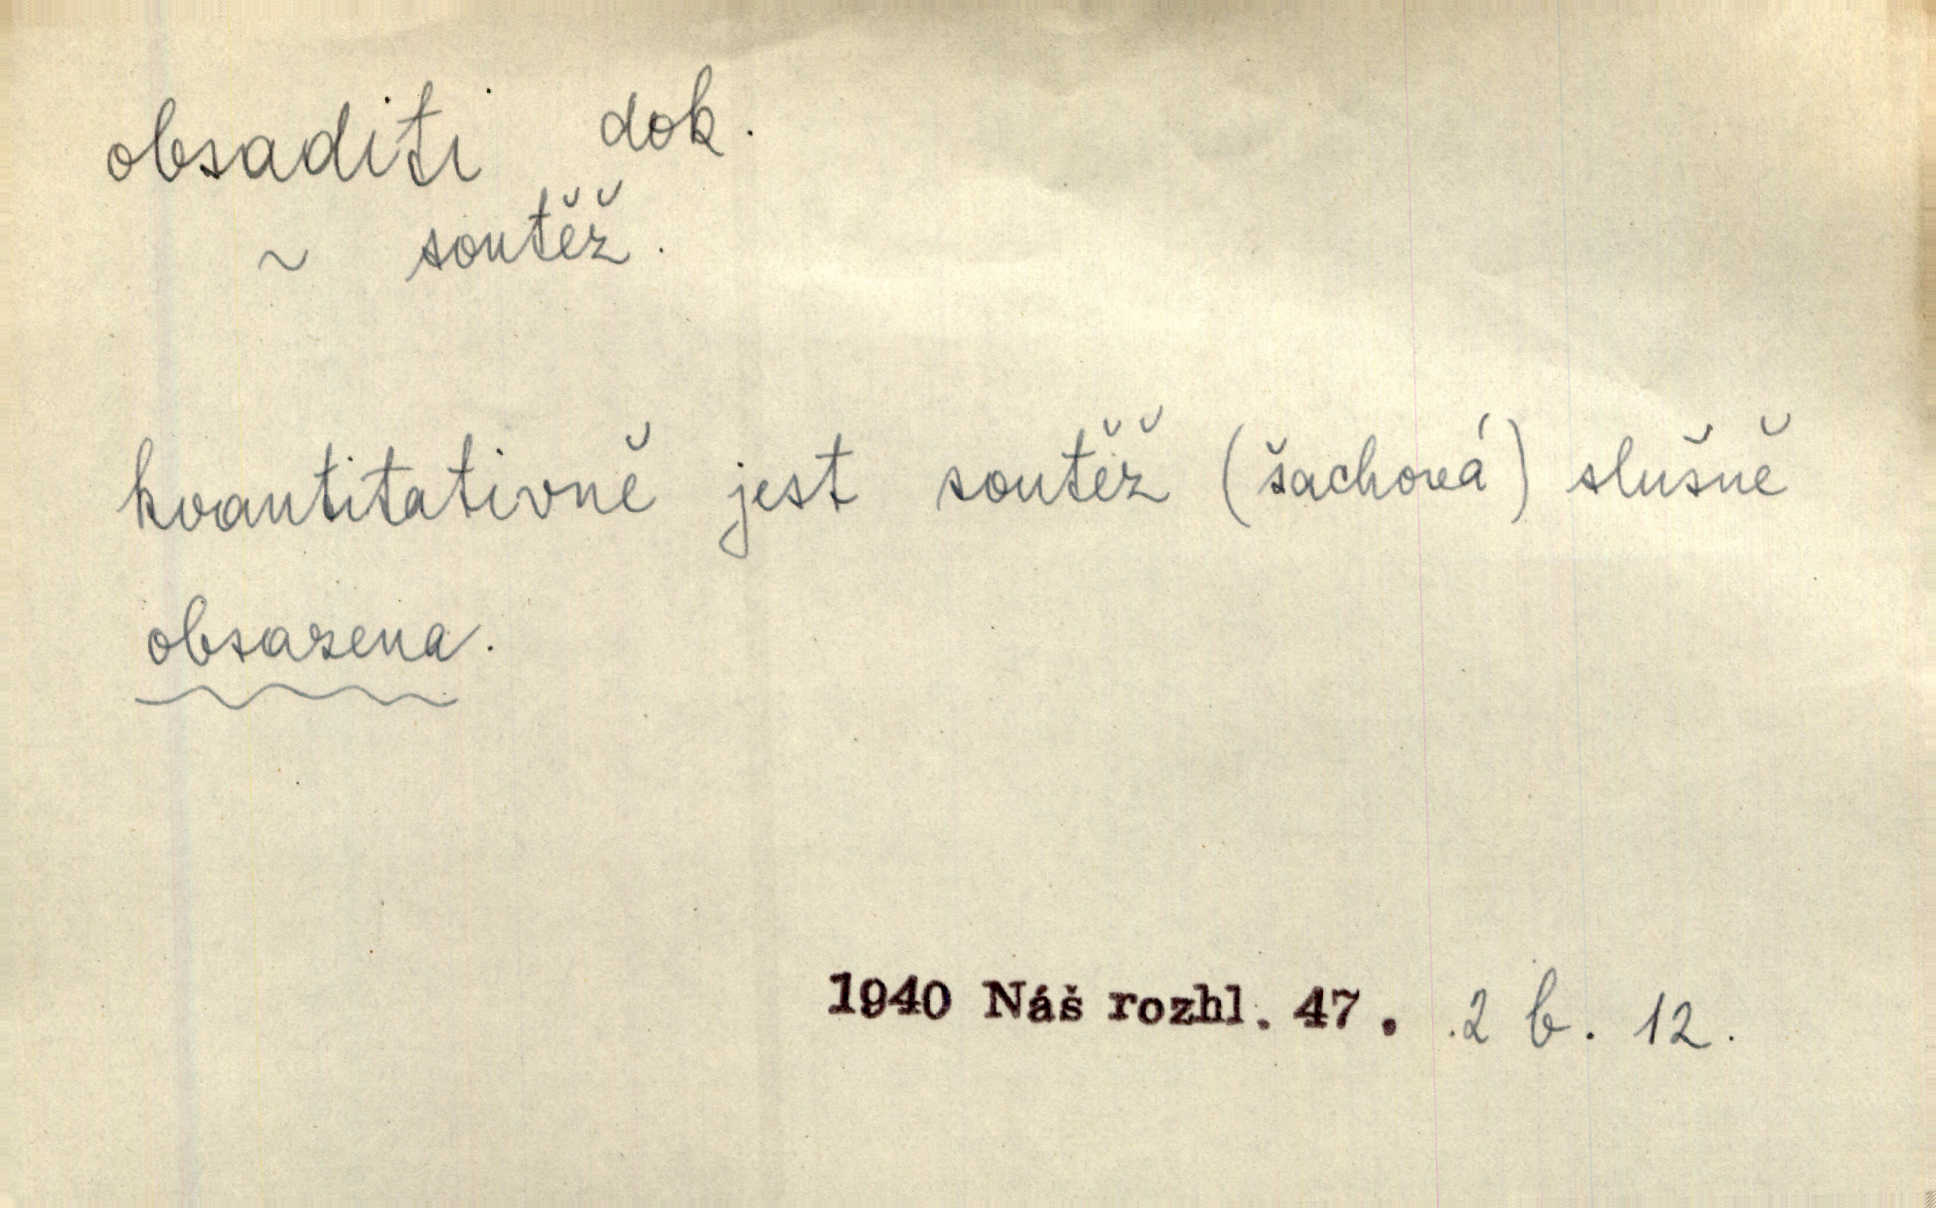 obsaditi dok.
~ soutěž.
kvantitativně jest soutěž (šachová) slušně
obsazena.
1940 Náš rozhl. 47. 2 b. 12.